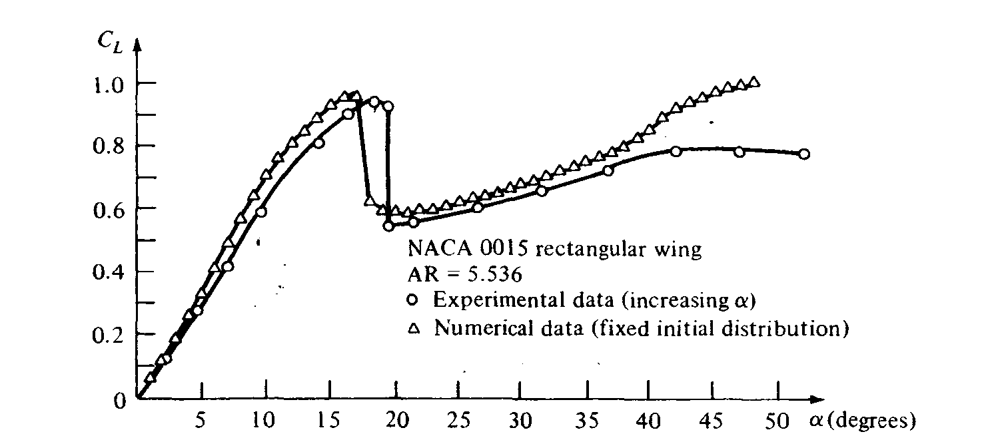 C_L
1.0
0.8
0.6
0.4
0.2
0
5 10 15 20 25 30 35 40 45 50 α (degrees)
NACA 0015 rectangular wing
AR = 5.536
Experimental data (increasing α)
Numerical data (fixed initial distribution)